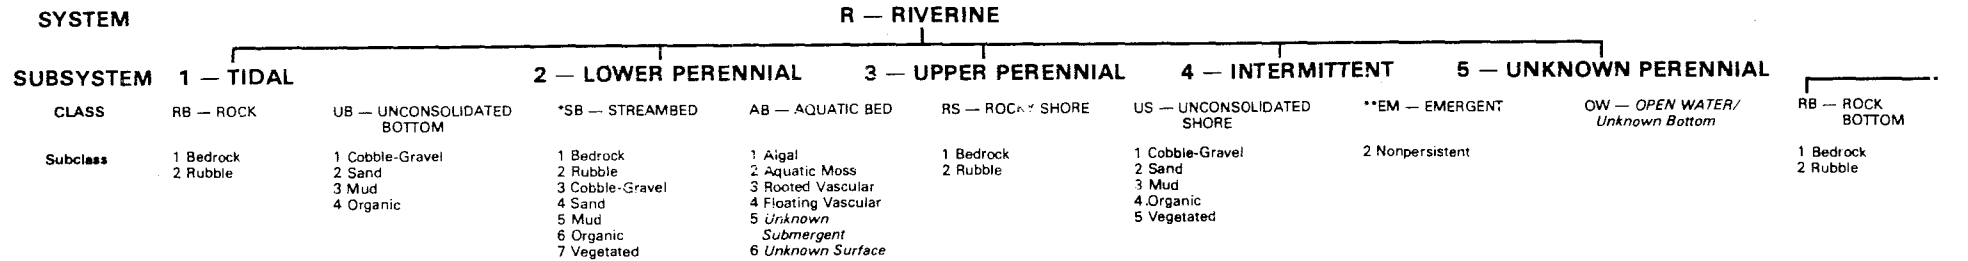 SYSTEM R — RIVERINE
SUBSYSTEM 1 — TIDAL 2 — LOWER PERENNIAL 3 — UPPER PERENNIAL 4 — INTERMITTENT 5 — UNKNOWN PERENNIAL
CLASS RB — ROCK UB — UNCONSOLIDATED *SB — STREAMBED AB — AQUATIC BED RS — ROCKY SHORE US — UNCONSOLIDATED **EM — EMERGENT OW — OPEN WATER/ RB — ROCK
BOTTOM SHORE Unknown Bottom BOTTOM
Subclass 1 Bedrock 1 Cobble-Gravel 1 Bedrock 1 Algal 1 Bedrock 1 Cobble-Gravel 2 Nonpersistent 1 Bedrock
2 Rubble 2 Sand 2 Rubble 2 Aquatic Moss 2 Rubble 2 Sand 2 Rubble
3 Mud 3 Cobble-Gravel 3 Rooted Vascular 3 Mud
4 Organic 4 Sand 4 Floating Vascular 4 Organic
5 Mud 5 Unknown 5 Vegetated
6 Organic Submergent
7 Vegetated 6 Unknown Surface